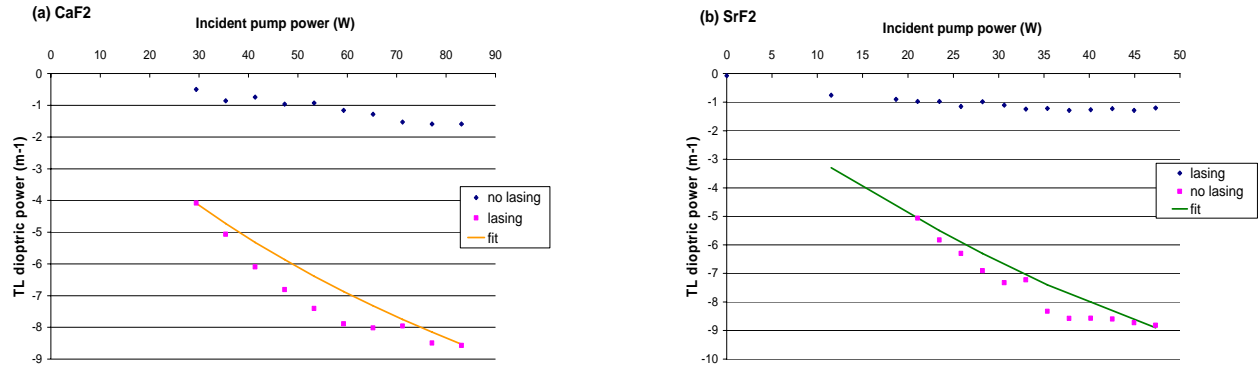 (a) CaF2
Incident pump power (W)
0 10 20 30 40 50 60 70 80 90
0
-1
-2
-3
-4
-5
-6
-7
-8
-9
TL dioptric power (m-1)
no lasing
lasing
fit
(b) SrF2
Incident pump power (W)
0 5 10 15 20 25 30 35 40 45 50
0
-1
-2
-3
-4
-5
-6
-7
-8
-9
-10
TL dioptric power (m-1)
lasing
no lasing
fit